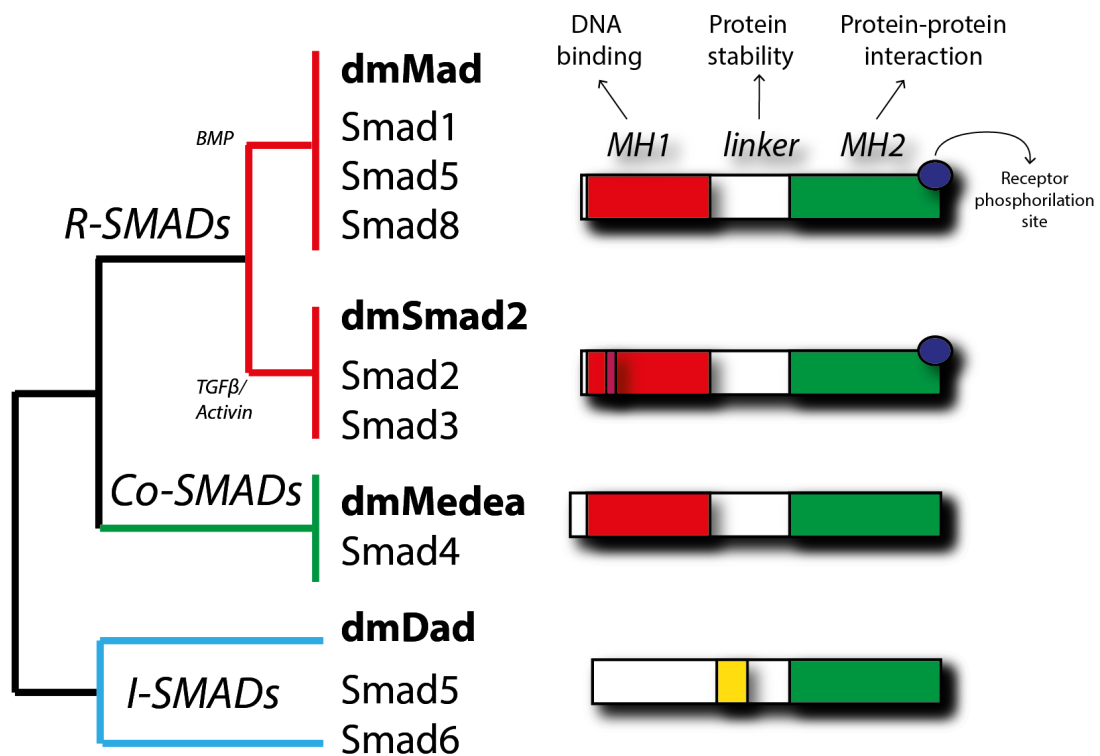 DNA
binding
Protein
stability
Protein-protein
interaction
MH1
linker
MH2
Receptor
phosphorilation
site
R-SMADs
BMP
dmMad
Smad1
Smad5
Smad8
TGFβ/
Activin
dmSmad2
Smad2
Smad3
Co-SMADs
dmMedea
Smad4
I-SMADs
dmDad
Smad5
Smad6